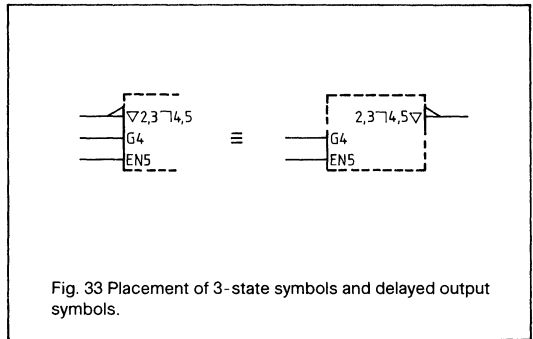 ▽2,3⅂4,5
G4
EN5
≡
2,3⅂4,5▽
G4
EN5
Fig. 33 Placement of 3-state symbols and delayed output
symbols.